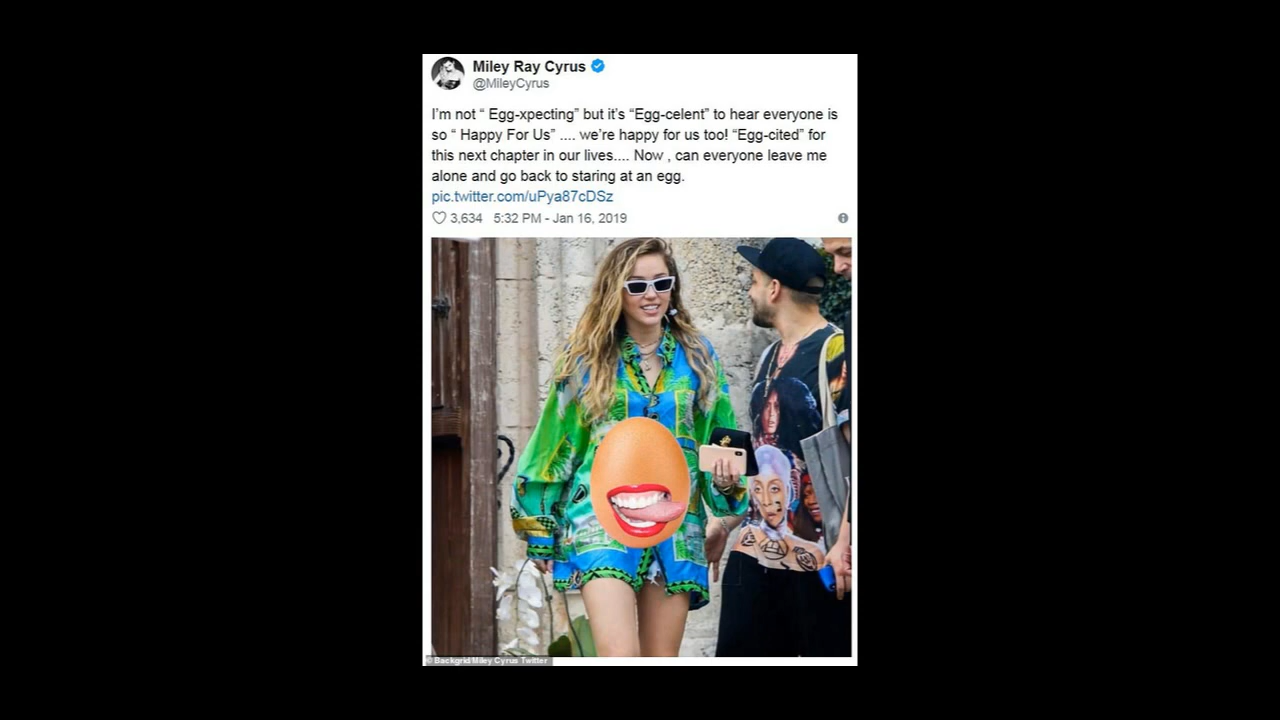 Miley Ray Cyrus
@MileyCyrus
I'm not “ Egg-xpecting” but it's “Egg-celent” to hear everyone is
so “ Happy For Us” .... we're happy for us too! “Egg-cited” for
this next chapter in our lives.... Now , can everyone leave me
alone and go back to staring at an egg.
pic.twitter.com/uPya87cDSz
3,634 5:32 PM - Jan 16, 2019
© Backgrid/Miley Cyrus Twitter